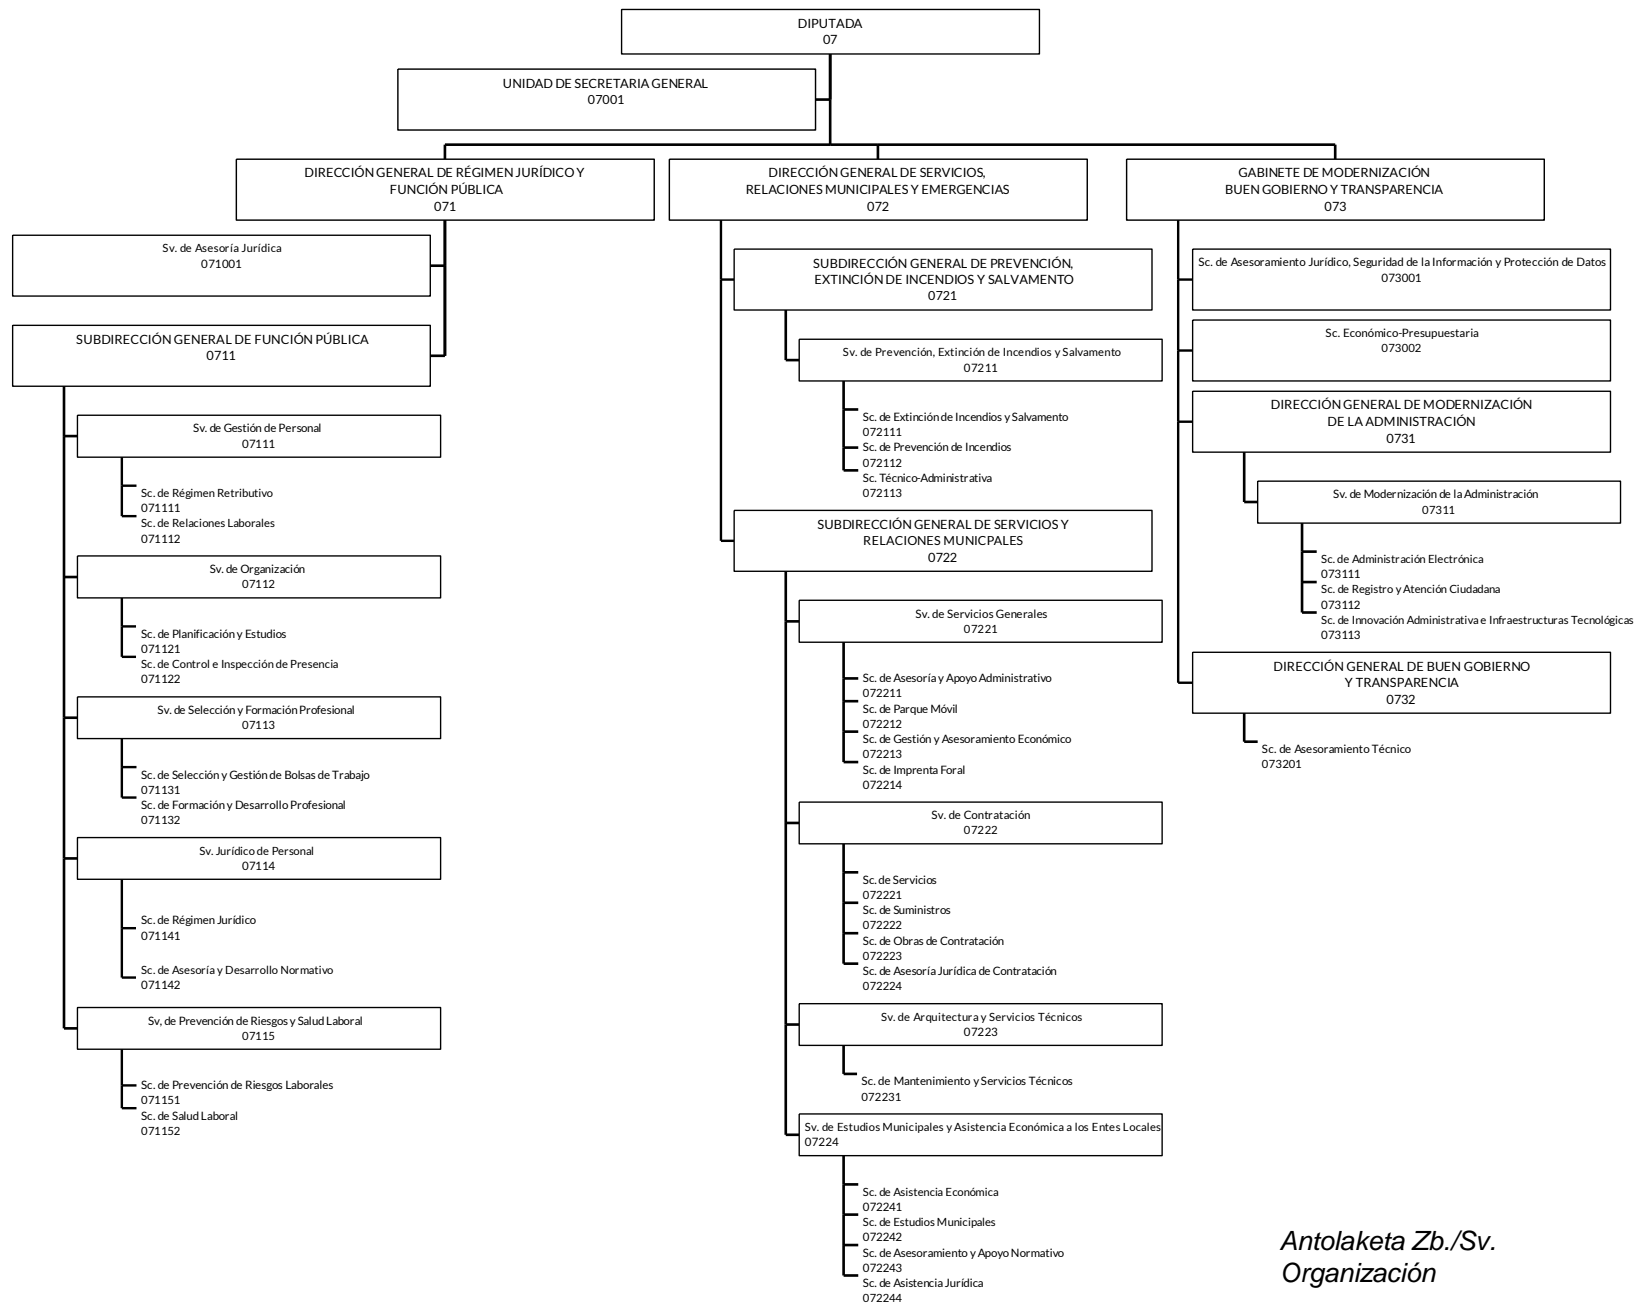 DIPUTADA
07
UNIDAD DE SECRETARIA GENERAL
07001
DIRECCIÓN GENERAL DE RÉGIMEN JURÍDICO Y
FUNCIÓN PÚBLICA
071
Sv. de Asesoría Jurídica
071001
SUBDIRECCIÓN GENERAL DE FUNCIÓN PÚBLICA
0711
Sv. de Gestión de Personal
07111
Sc. de Régimen Retributivo
071111
Sc. de Relaciones Laborales
071112
Sv. de Organización
07112
Sc. de Planificación y Estudios
071121
Sc. de Control e Inspección de Presencia
071122
Sv. de Selección y Formación Profesional
07113
Sc. de Selección y Gestión de Bolsas de Trabajo
071131
Sc. de Formación y Desarrollo Profesional
071132
Sv. Jurídico de Personal
07114
Sc. de Régimen Jurídico
071141
Sc. de Asesoría y Desarrollo Normativo
071142
Sv, de Prevención de Riesgos y Salud Laboral
07115
Sc. de Prevención de Riesgos Laborales
071151
Sc. de Salud Laboral
071152
DIRECCIÓN GENERAL DE SERVICIOS,
RELACIONES MUNICIPALES Y EMERGENCIAS
072
SUBDIRECCIÓN GENERAL DE PREVENCIÓN,
EXTINCIÓN DE INCENDIOS Y SALVAMENTO
0721
Sv. de Prevención, Extinción de Incendios y Salvamento
07211
Sc. de Extinción de Incendios y Salvamento
072111
Sc. de Prevención de Incendios
072112
Sc. Técnico-Administrativa
072113
SUBDIRECCIÓN GENERAL DE SERVICIOS Y
RELACIONES MUNICPALES
0722
Sv. de Servicios Generales
07221
Sc. de Asesoría y Apoyo Administrativo
072211
Sc. de Parque Móvil
072212
Sc. de Gestión y Asesoramiento Económico
072213
Sc. de Imprenta Foral
072214
Sv. de Contratación
07222
Sc. de Servicios
072221
Sc. de Suministros
072222
Sc. de Obras de Contratación
072223
Sc. de Asesoría Jurídica de Contratación
072224
Sv. de Arquitectura y Servicios Técnicos
07223
Sc. de Mantenimiento y Servicios Técnicos
072231
Sv. de Estudios Municipales y Asistencia Económica a los Entes Locales
07224
Sc. de Asistencia Económica
072241
Sc. de Estudios Municipales
072242
Sc. de Asesoramiento y Apoyo Normativo
072243
Sc. de Asistencia Jurídica
072244
GABINETE DE MODERNIZACIÓN
BUEN GOBIERNO Y TRANSPARENCIA
073
Sc. de Asesoramiento Jurídico, Seguridad de la Información y Protección de Datos
073001
Sc. Económico-Presupuestaria
073002
DIRECCIÓN GENERAL DE MODERNIZACIÓN
DE LA ADMINISTRACIÓN
0731
Sv. de Modernización de la Administración
07311
Sc. de Administración Electrónica
073111
Sc. de Registro y Atención Ciudadana
073112
Sc. de Innovación Administrativa e Infraestructuras Tecnológicas
073113
DIRECCIÓN GENERAL DE BUEN GOBIERNO
Y TRANSPARENCIA
0732
Sc. de Asesoramiento Técnico
073201
Antolaketa Zb./Sv.
Organización